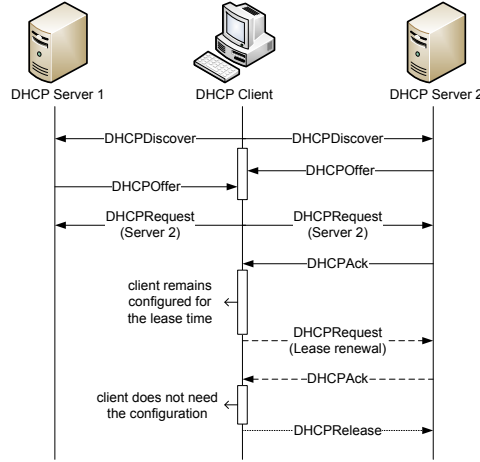 DHCP Server 1
DHCP Client
DHCP Server 2
DHCPDiscover
DHCPDiscover
DHCPOffer
DHCPOffer
DHCPRequest
(Server 2)
DHCPRequest
(Server 2)
DHCPAck
client remains
configured for
the lease time
DHCPRequest
(Lease renewal)
DHCPAck
client does not need
the configuration
DHCPRelease